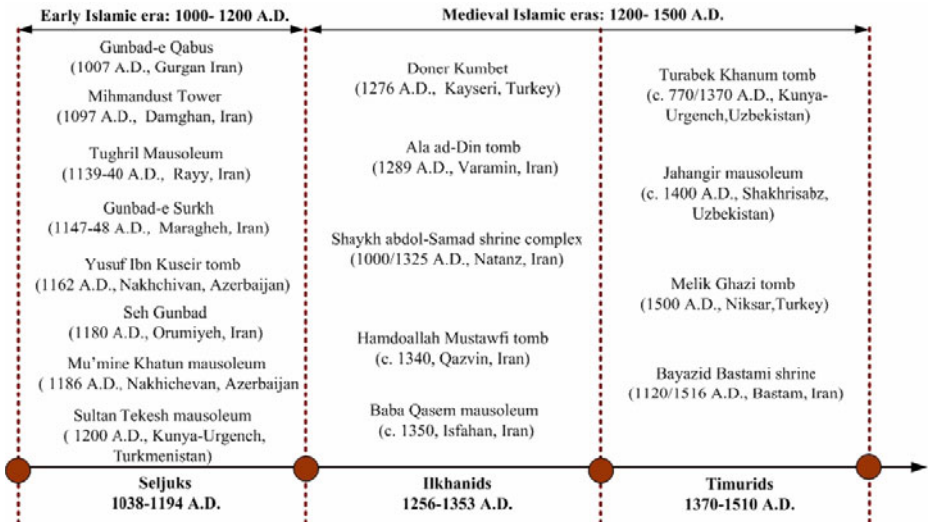 Early Islamic era: 1000- 1200 A.D.
Medieval Islamic eras: 1200 - 1500 A.D.
Gunbad-e Qabus
(1007 A.D., Gurgan Iran)
Mihmandust Tower
(1097 A.D., Damghan, Iran)
Tughril Mausoleum
(1139-40 A.D., Rayy, Iran)
Gunbad-e Surkh
(1147-48 A.D., Maragheh, Iran)
Yusuf Ibn Kuseir tomb
(1162 A.D., Nakhchivan, Azerbaijan)
Seh Gunbad
(1180 A.D., Orumiyeh, Iran)
Mu'mine Khatun mausoleum
( 1186 A.D., Nakhichevan, Azerbaijan
Sultan Tekesh mausoleum
( 1200 A.D., Kunya-Urgench,
Turkmenistan)
Doner Kumbet
(1276 A.D., Kayseri, Turkey)
Ala ad-Din tomb
(1289 A.D., Varamin, Iran)
Shaykh abdol-Samad shrine complex
(1000/1325 A.D., Natanz, Iran)
Hamdoallah Mustawfi tomb
(c. 1340, Qazvin, Iran)
Baba Qasem mausoleum
(c. 1350, Isfahan, Iran)
Turabek Khanum tomb
(c. 770/1370 A.D., Kunya-
Urgench,Uzbekistan)
Jahangir mausoleum
(c. 1400 A.D., Shakhrisabz,
Uzbekistan)
Melik Ghazi tomb
(1500 A.D., Niksar,Turkey)
Bayazid Bastami shrine
(1120/1516 A.D., Bastam, Iran)
Seljuks
1038-1194 A.D.
Ilkhanids
1256-1353 A.D.
Timurids
1370-1510 A.D.